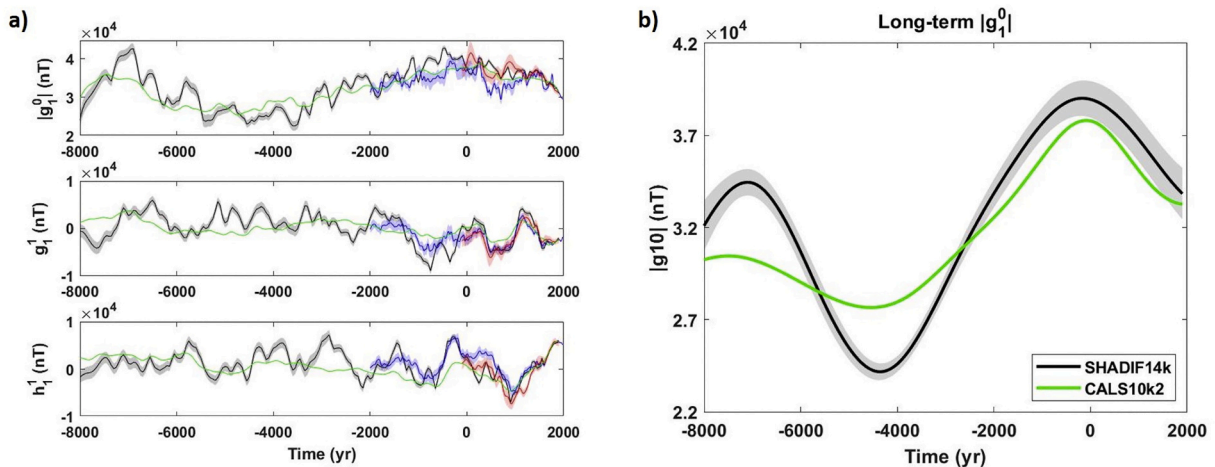 a)
×10⁴
4
3
2
|g₁⁰| (nT)
-8000 -6000 -4000 -2000 0 2000
×10⁴
1
0
-1
g₁¹ (nT)
-8000 -6000 -4000 -2000 0 2000
×10⁴
1
0
-1
h₁¹ (nT)
-8000 -6000 -4000 -2000 0 2000
Time (yr)
b)
Long-term |g₁⁰|
×10⁴
4.2
3.7
3.2
2.7
2.2
|g10| (nT)
SHADIF14k
CALS10k2
-8000 -6000 -4000 -2000 0 2000
Time (yr)